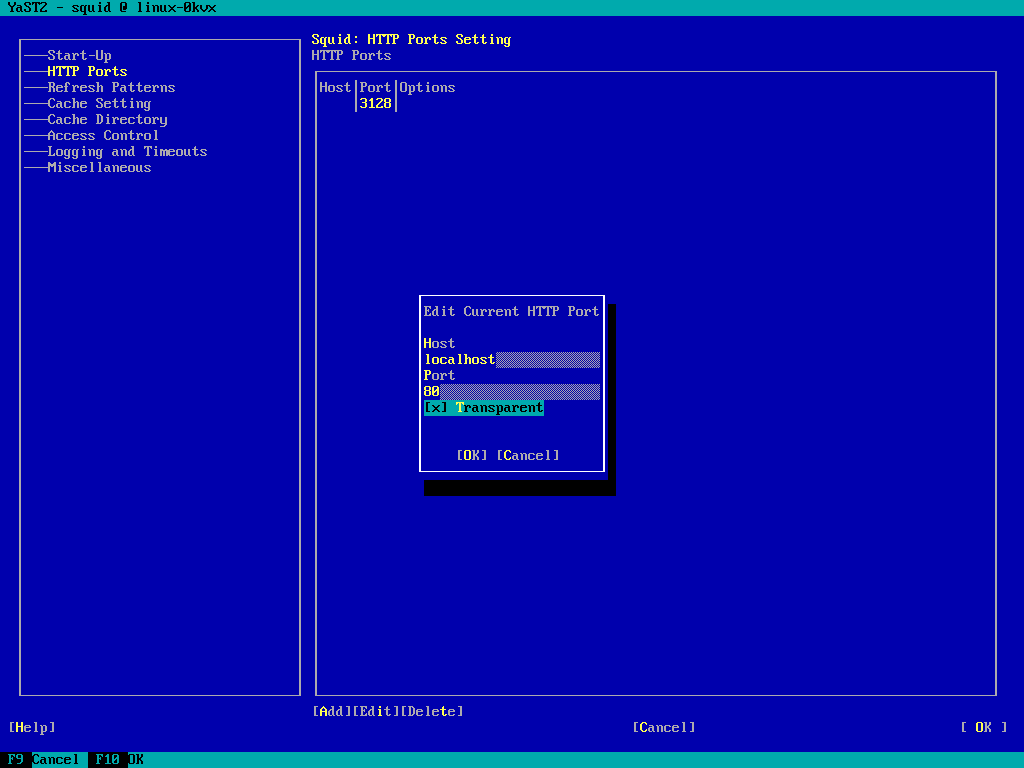 YaST2 - squid @ linux-0kvx
Squid: HTTP Ports Setting
HTTP Ports
Start-Up
HTTP Ports
Refresh Patterns
Cache Setting
Cache Directory
Access Control
Logging and Timeouts
Miscellaneous
Host|Port|Options
|3128|
Edit Current HTTP Port
Host
localhost
Port
80
[x] Transparent
[OK] [Cancel]
[Add][Edit][Delete]
[Help] [Cancel] [ OK ]
F9 Cancel F10 OK